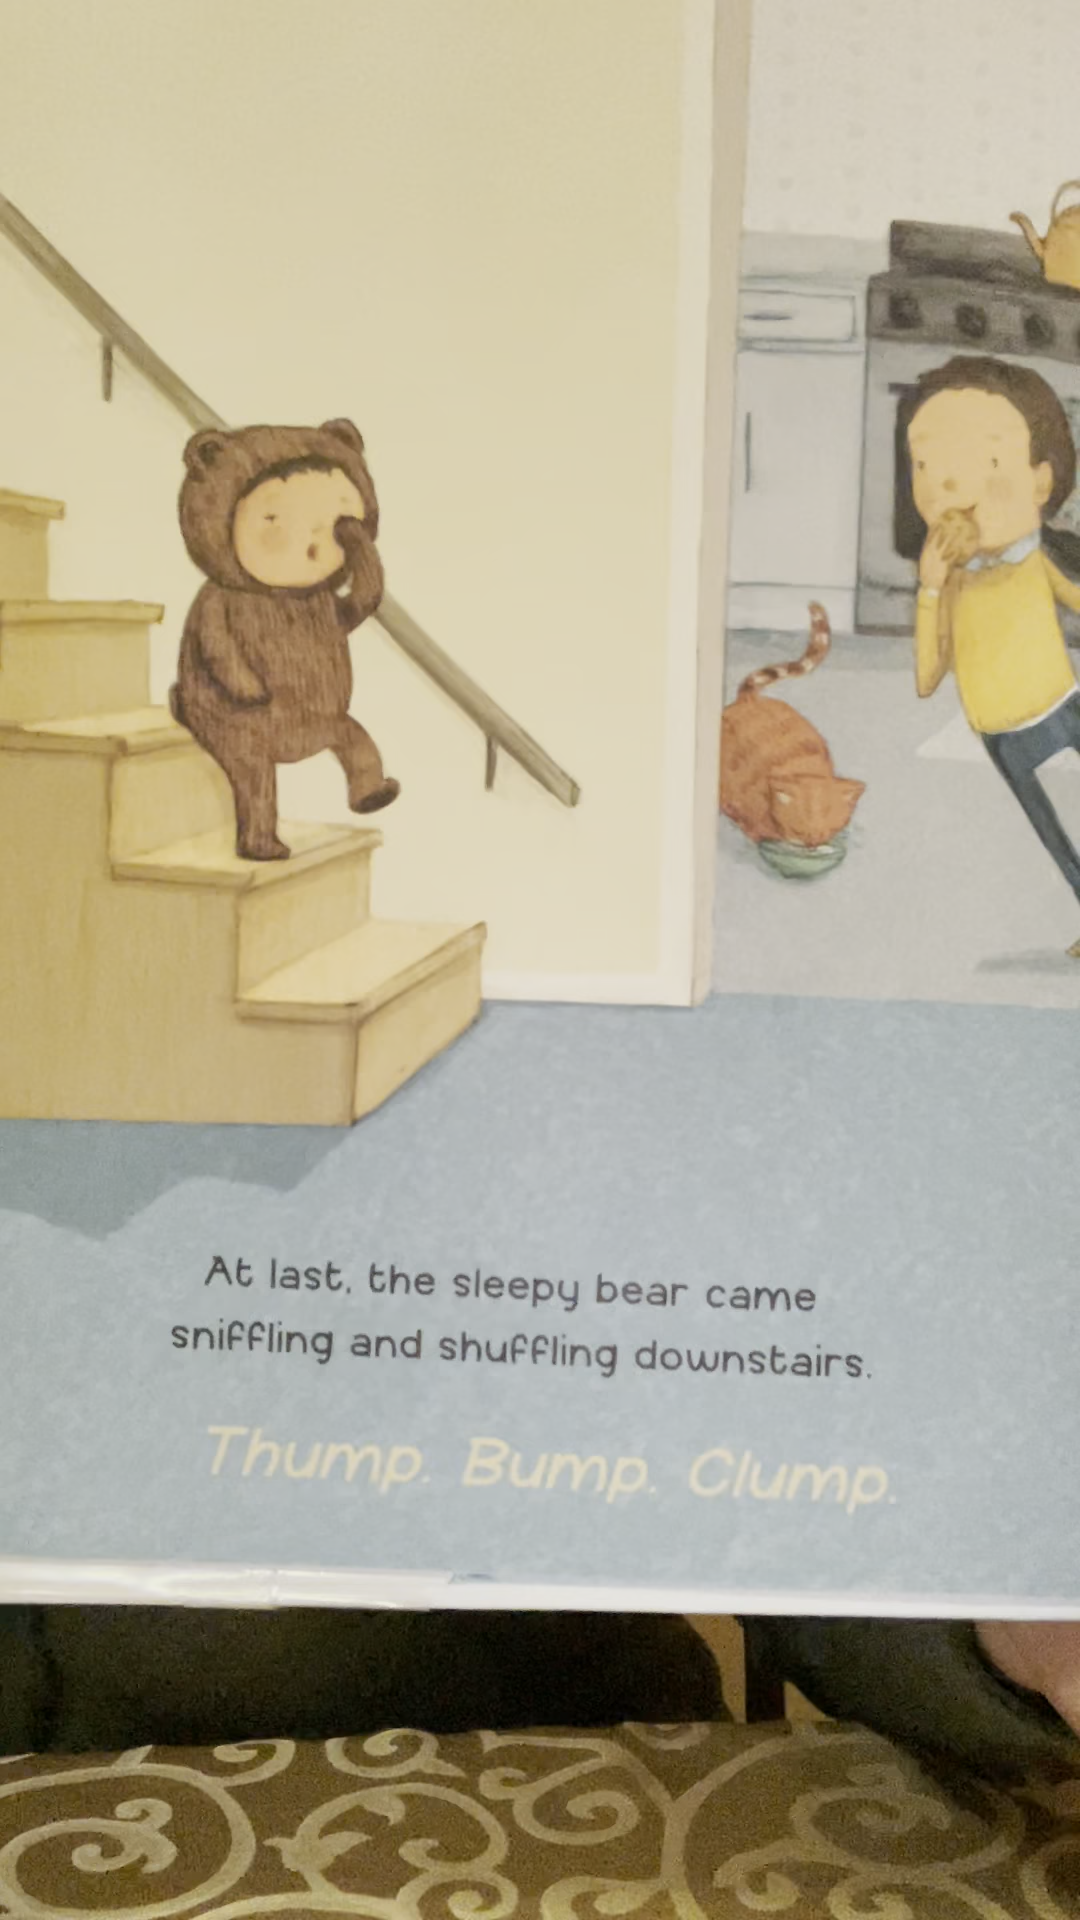 At last, the sleepy bear came
sniffling and shuffling downstairs.
Thump. Bump. Clump.